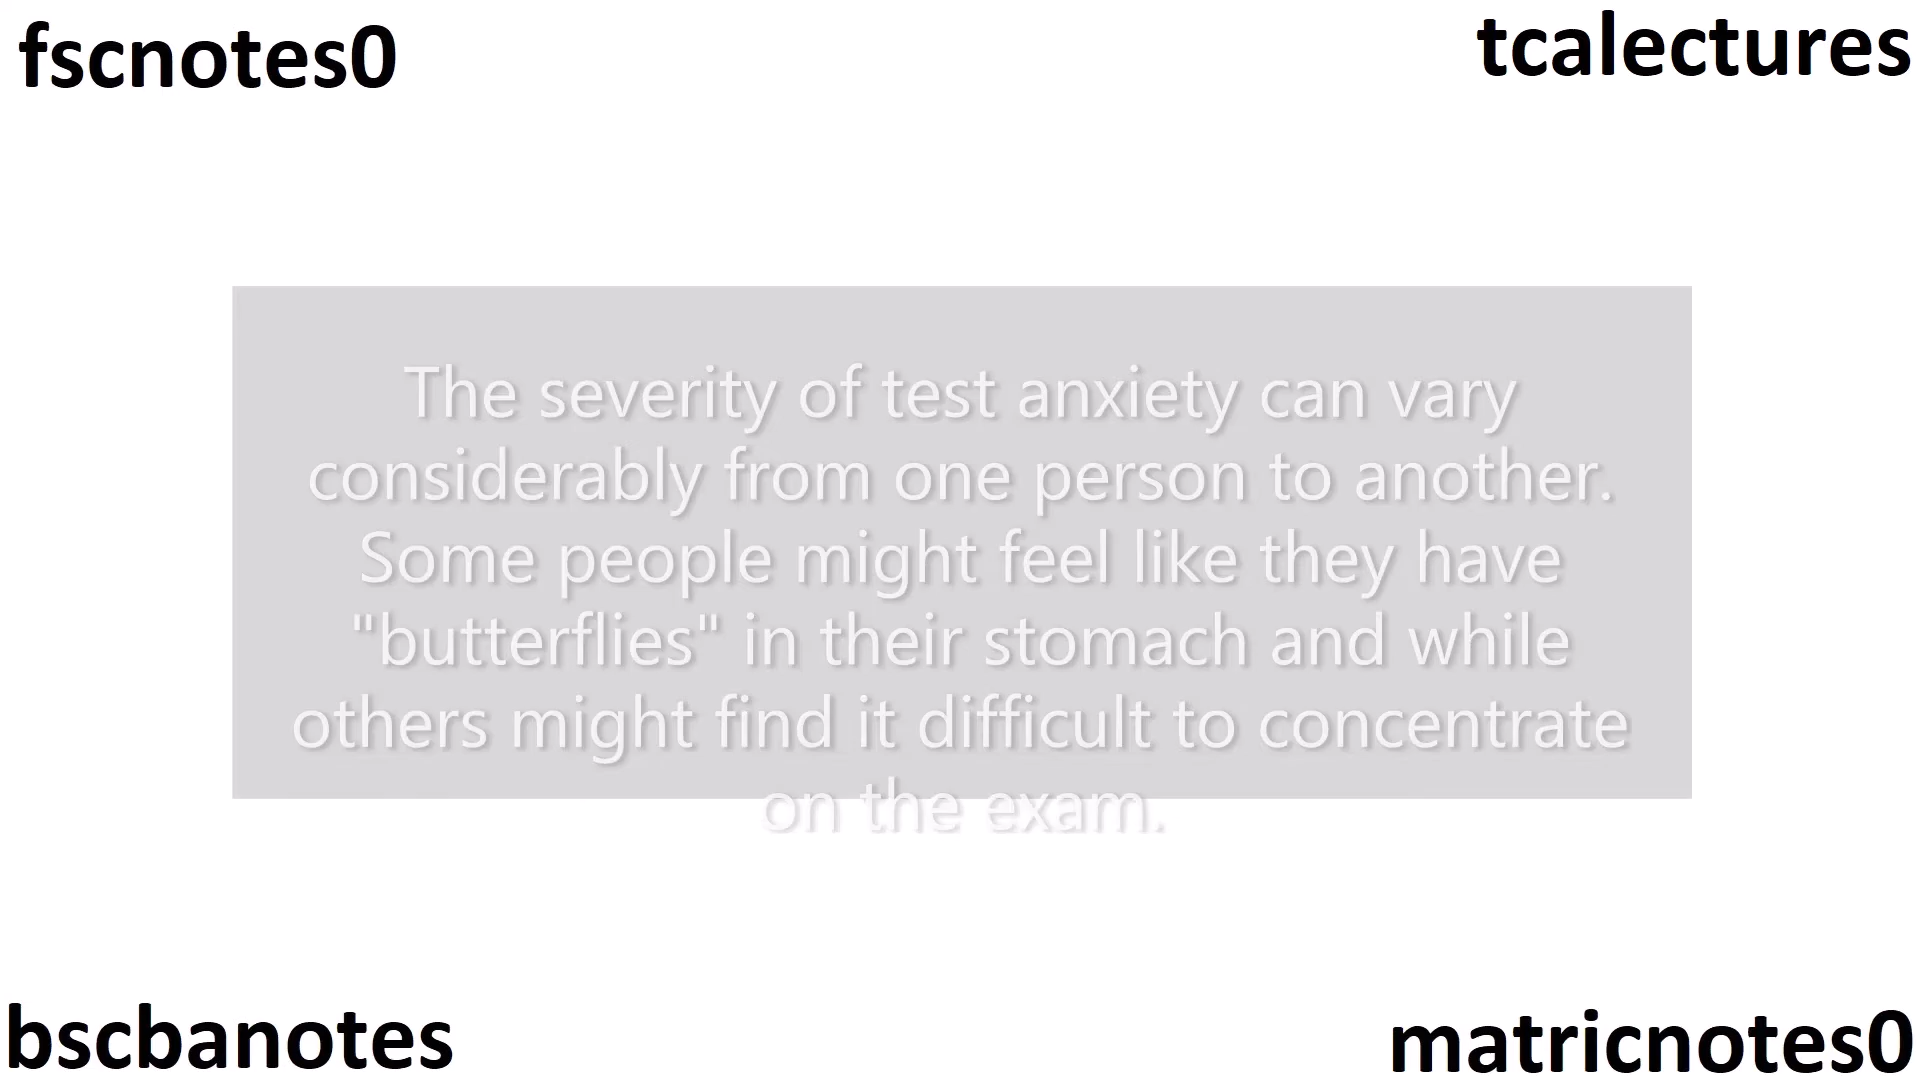 fscnotes0
tcalectures
The severity of test anxiety can vary
considerably from one person to another.
Some people might feel like they have
"butterflies" in their stomach and while
others might find it difficult to concentrate
on the exam.
bscbanotes
matricnotes0